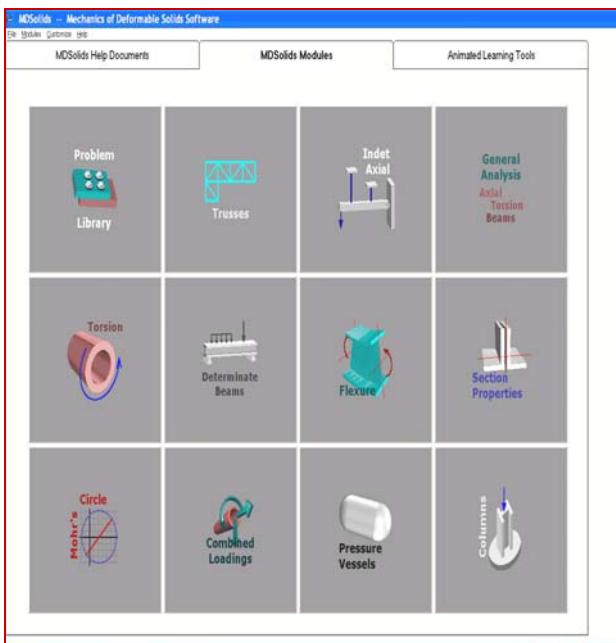 MDSolids -- Mechanics of Deformable Solids Software
File Modules Customize Help
MDSolids Help Documents
MDSolids Modules
Animated Learning Tools
Problem
Library
Trusses
Indet
Axial
General
Analysis
Axial
Torsion
Beams
Torsion
Determinate
Beams
Flexure
Section
Properties
Mohr's
Circle
Combined
Loadings
Pressure
Vessels
Columns